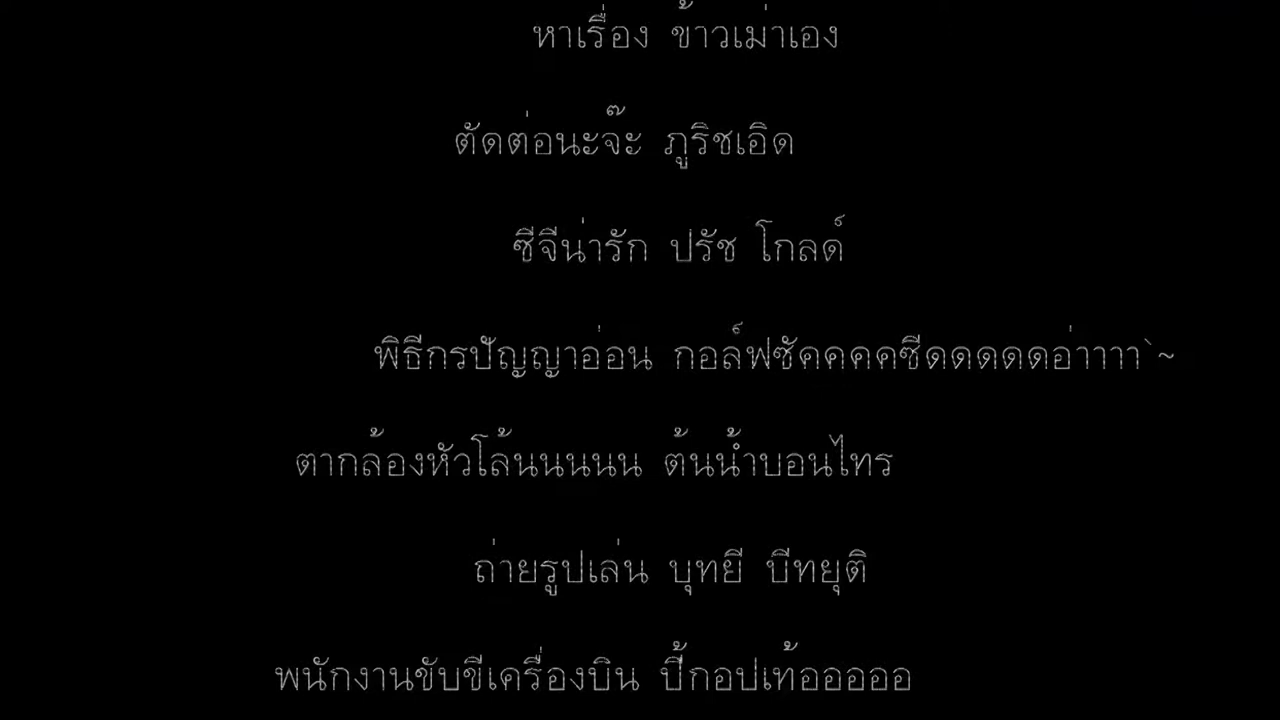 หาเรื่อง ข้าวเม่าเอง
ตัดต่อนะจ๊ะ ภูริชเอิด
ซีจีน่ารัก ปรัช โกลด์
พิธีกรปัญญาอ่อน กอล์ฟซัคคคคซีดดดดดอ่าาาา`~
ตากล้องหัวโล้นนนนน ต้นน้ำบอนไทร
ถ่ายรูปเล่น บุทยี บีทยุติ
พนักงานขับขีเครื่องบิน ปี้กอปเท้อออออ